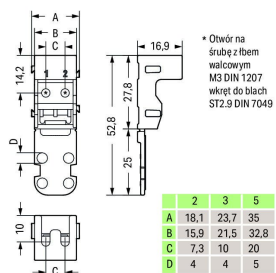 A
B
C
1 2
14,2
D
10
C
16,9
27,8
52,8
25
* Otwór na
śrubę z łbem
walcowym
M3 DIN 1207
wkręt do blach
ST2.9 DIN 7049
2 3 5
A 18,1 23,7 35
B 15,9 21,5 32,8
C 7,3 10 20
D 4 4 5